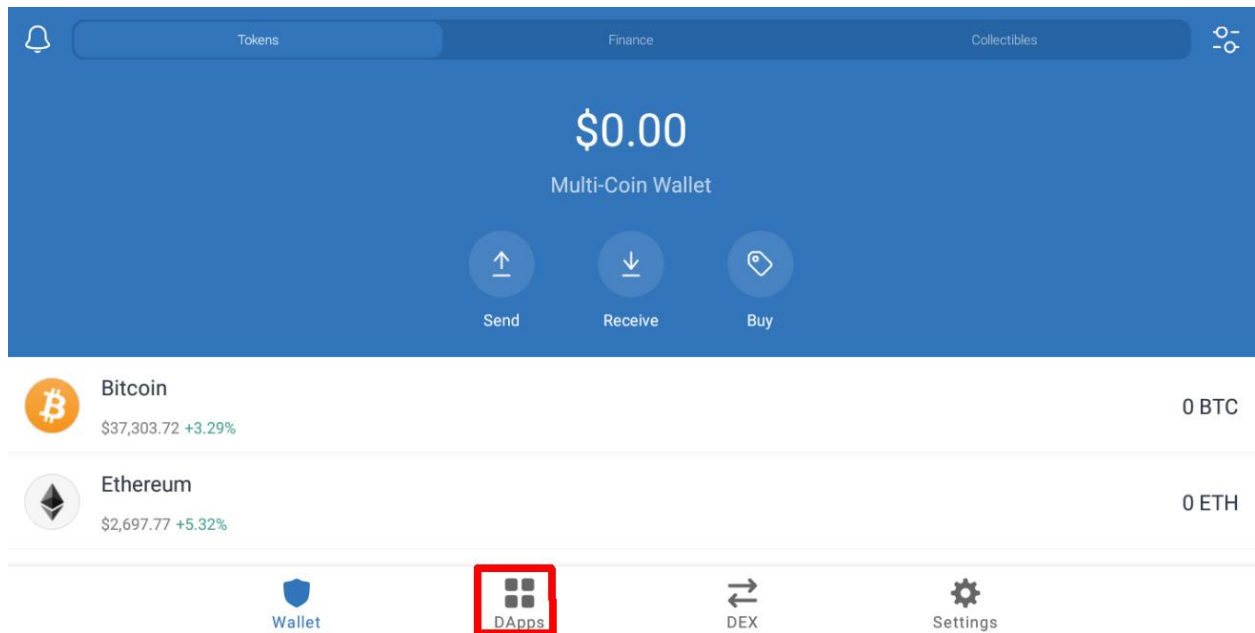 Tokens Finance Collectibles
$0.00
Multi-Coin Wallet
Send Receive Buy
Bitcoin
0 BTC
$37,303.72 +3.29%
Ethereum
0 ETH
$2,697.77 +5.32%
Wallet DApps DEX Settings